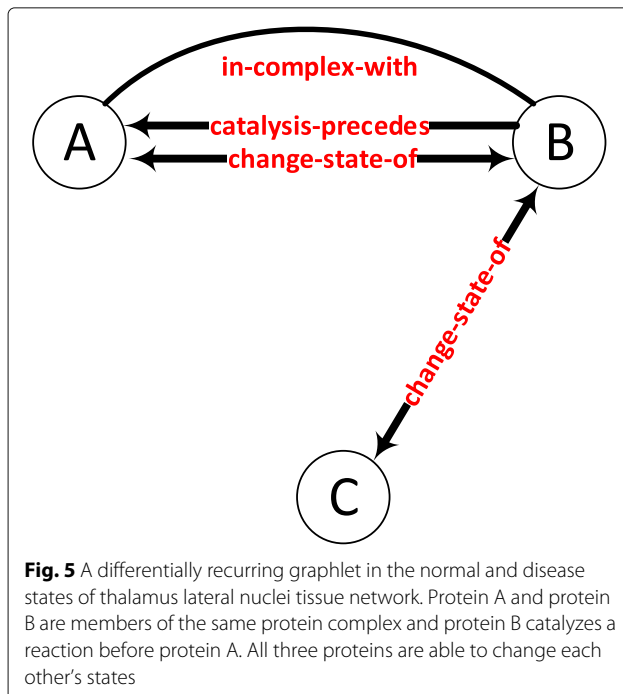 in-complex-with
A
catalysis-precedes
B
change-state-of
change-state-of
C
Fig. 5 A differentially recurring graphlet in the normal and disease
states of thalamus lateral nuclei tissue network. Protein A and protein
B are members of the same protein complex and protein B catalyzes a
reaction before protein A. All three proteins are able to change each
other's states